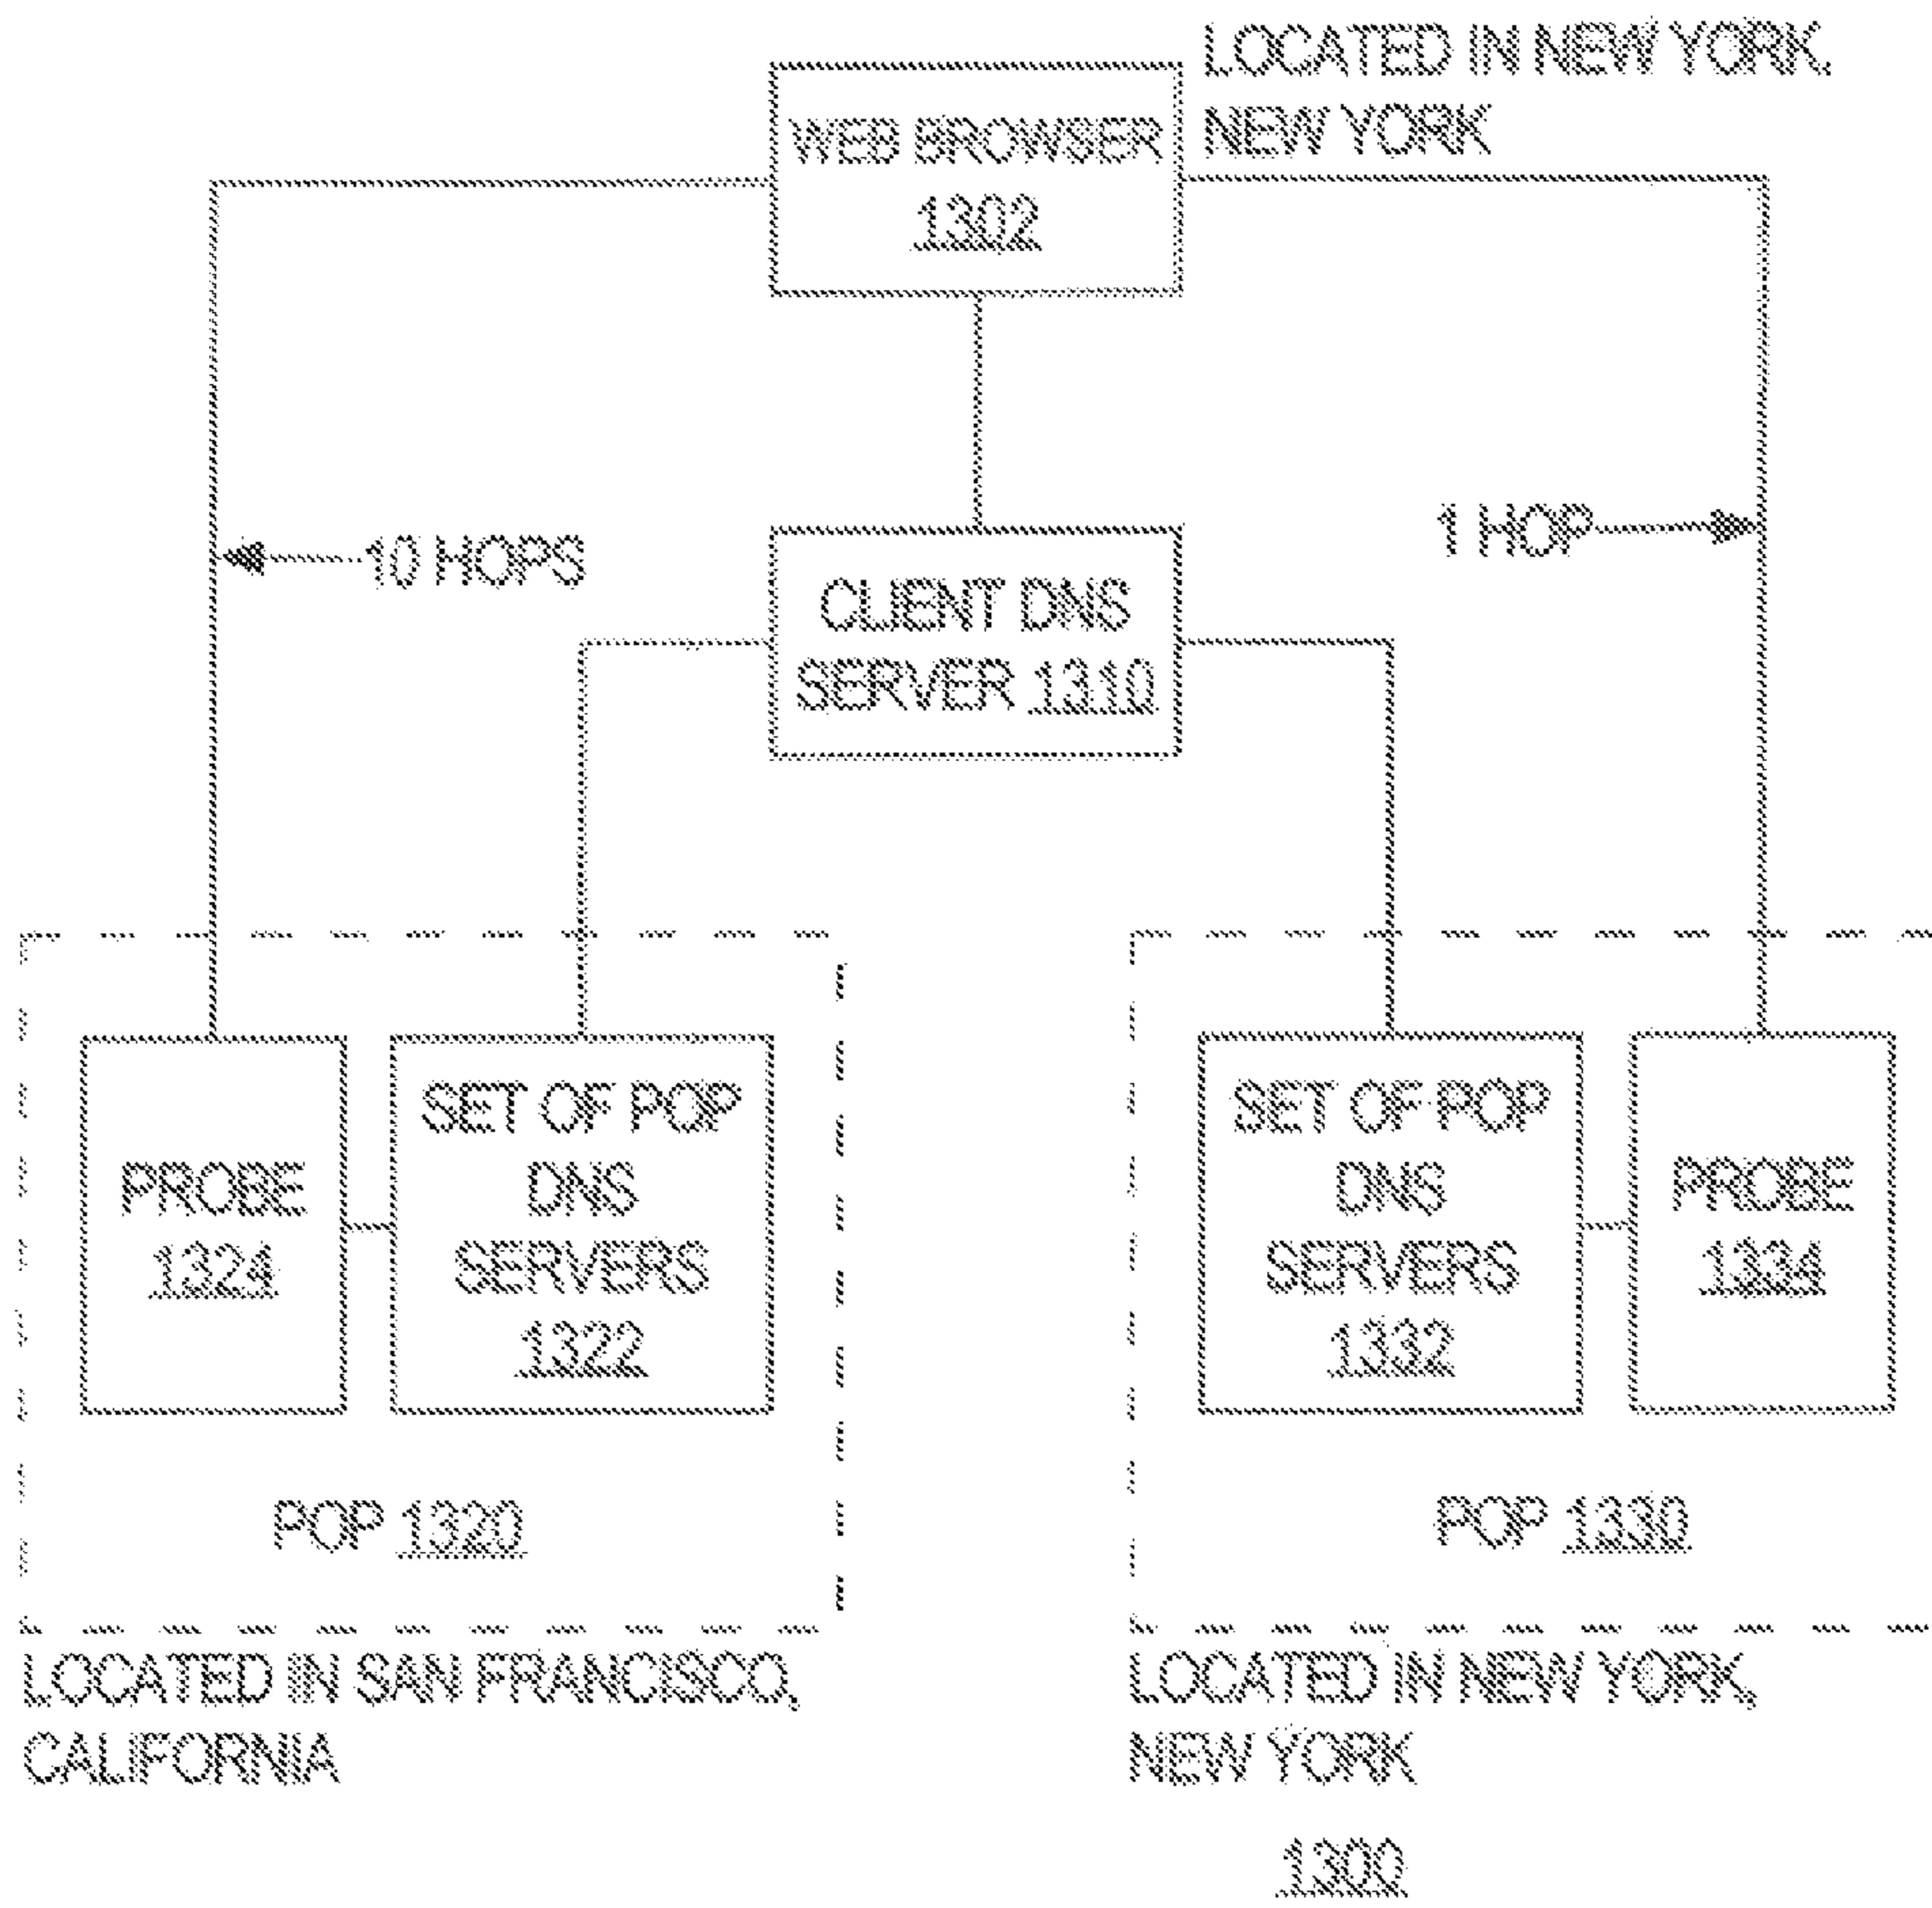 LOCATED IN NEW YORK,
NEW YORK
WEB BROWSER
1302
10 HOPS
1 HOP
CLIENT DNS
SERVER 1310
PROBE
1324
SET OF POP
DNS
SERVERS
1322
SET OF POP
DNS
SERVERS
1332
PROBE
1334
POP 1320
POP 1330
LOCATED IN SAN FRANCISCO,
CALIFORNIA
LOCATED IN NEW YORK,
NEW YORK
1300